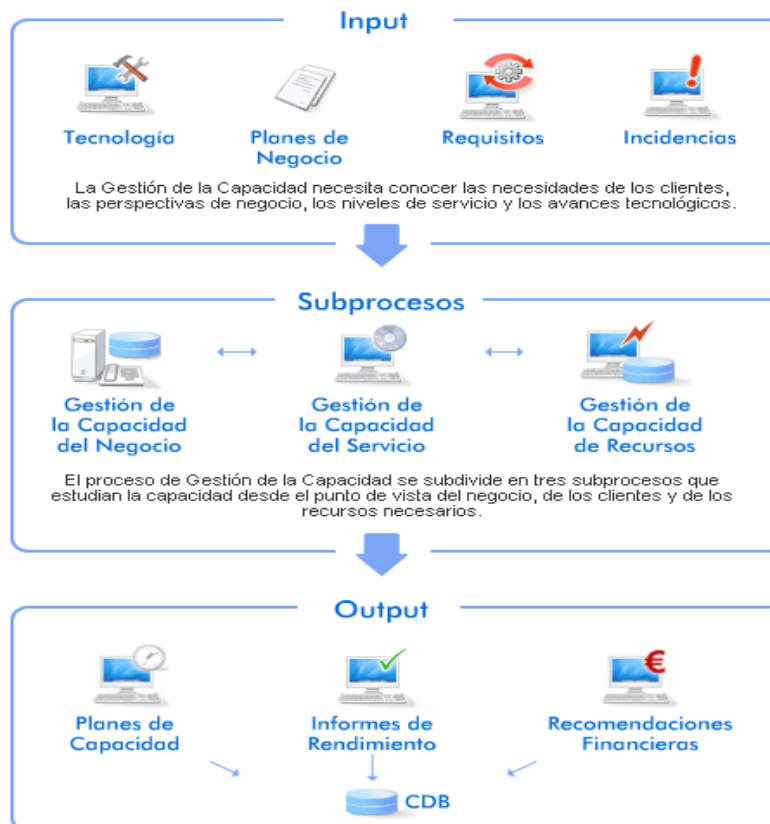 Input
Tecnología
Planes de
Negocio
Requisitos
Incidencias
La Gestión de la Capacidad necesita conocer las necesidades de los clientes,
las perspectivas de negocio, los niveles de servicio y los avances tecnológicos.
Subprocesos
Gestión de
la Capacidad
del Negocio
Gestión de
la Capacidad
del Servicio
Gestión de
la Capacidad
de Recursos
El proceso de Gestión de la Capacidad se subdivide en tres subprocesos que
estudian la capacidad desde el punto de vista del negocio, de los clientes y de los
recursos necesarios.
Output
Planes de
Capacidad
Informes de
Rendimiento
Recomendaciones
Financieras
CDB